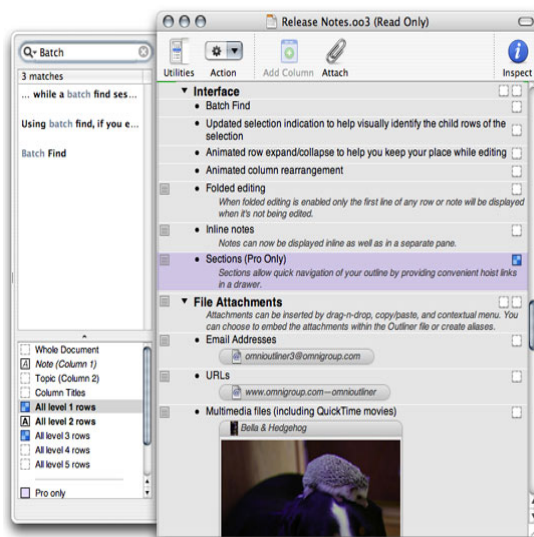 Release Notes.oo3 (Read Only)
Utilities
Action
Add Column
Attach
Inspect
Batch
3 matches
... while a batch find ses...
Using batch find, if you e...
Batch Find
Whole Document
A Note (Column 1)
Topic (Column 2)
Column Titles
All level 1 rows
A All level 2 rows
All level 3 rows
All level 4 rows
All level 5 rows
Pro only
Interface
• Batch Find
• Updated selection indication to help visually identify the child rows of the
selection
• Animated row expand/collapse to help you keep your place while editing
• Animated column rearrangement
• Folded editing
When folded editing is enabled only the first line of any row or note will be displayed
when it's not being edited.
• Inline notes
Notes can now be displayed inline as well as in a separate pane.
• Sections (Pro Only)
Sections allow quick navigation of your outline by providing convenient hoist links
in a drawer.
File Attachments
Attachments can be inserted by drag-n-drop, copy/paste, and contextual menu. You
can choose to embed the attachments within the Outliner file or create aliases.
• Email Addresses
omnioutliner3@omnigroup.com
• URLs
www.omnigroup.com—omnioutliner
• Multimedia files (including QuickTime movies)
Bella & Hedgehog